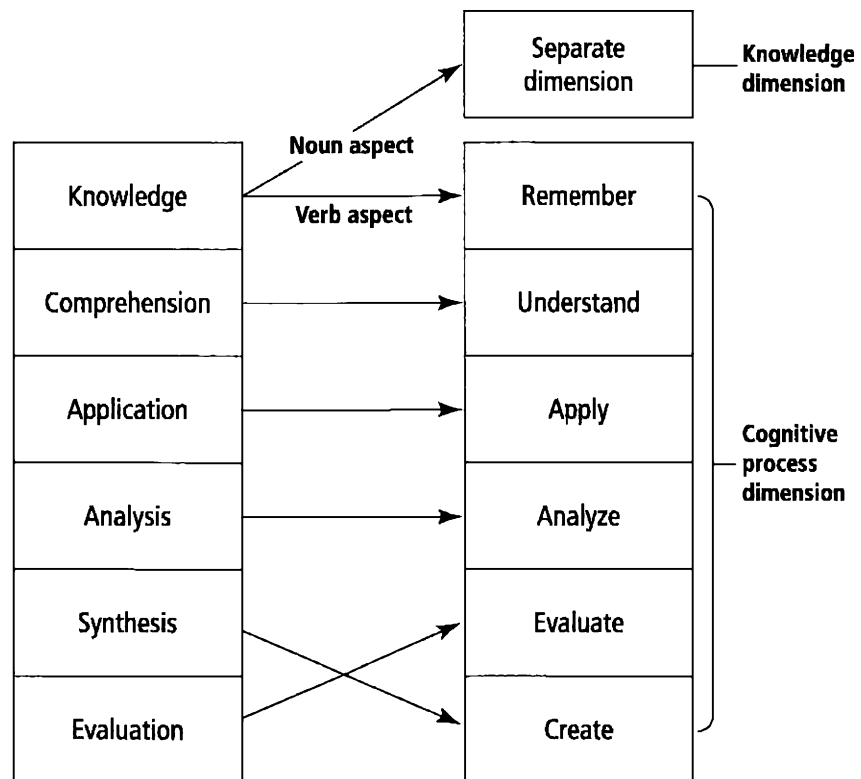 Separate
dimension
Knowledge
dimension
Noun aspect
Knowledge
Verb aspect
Remember
Comprehension
Understand
Application
Apply
Cognitive
process
dimension
Analysis
Analyze
Synthesis
Evaluate
Evaluation
Create